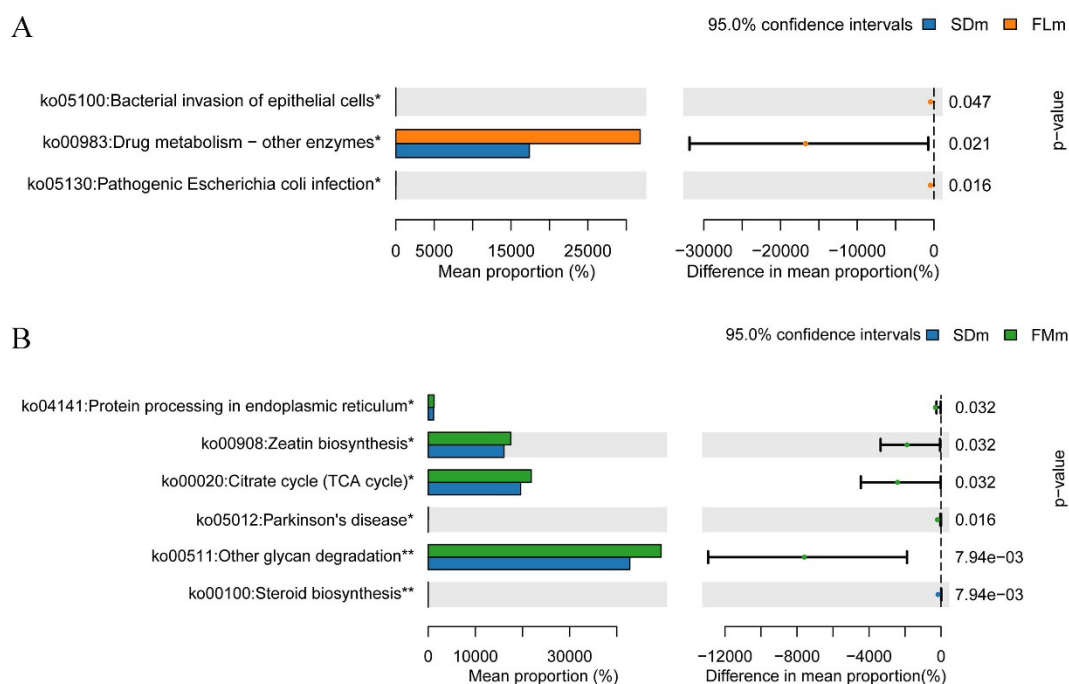 A
95.0% confidence intervals SDm FLm
ko05100:Bacterial invasion of epithelial cells* 0.047
ko00983:Drug metabolism − other enzymes* 0.021
ko05130:Pathogenic Escherichia coli infection* 0.016
p-value
0 5000 15000 25000 −30000 −20000 −10000 0
Mean proportion (%) Difference in mean proportion(%)
B
95.0% confidence intervals SDm FMm
ko04141:Protein processing in endoplasmic reticulum* 0.032
ko00908:Zeatin biosynthesis* 0.032
ko00020:Citrate cycle (TCA cycle)* 0.032
ko05012:Parkinson's disease* 0.016
ko00511:Other glycan degradation** 7.94e−03
ko00100:Steroid biosynthesis** 7.94e−03
p-value
0 10000 30000 −12000 −8000 −4000 0
Mean proportion (%) Difference in mean proportion(%)